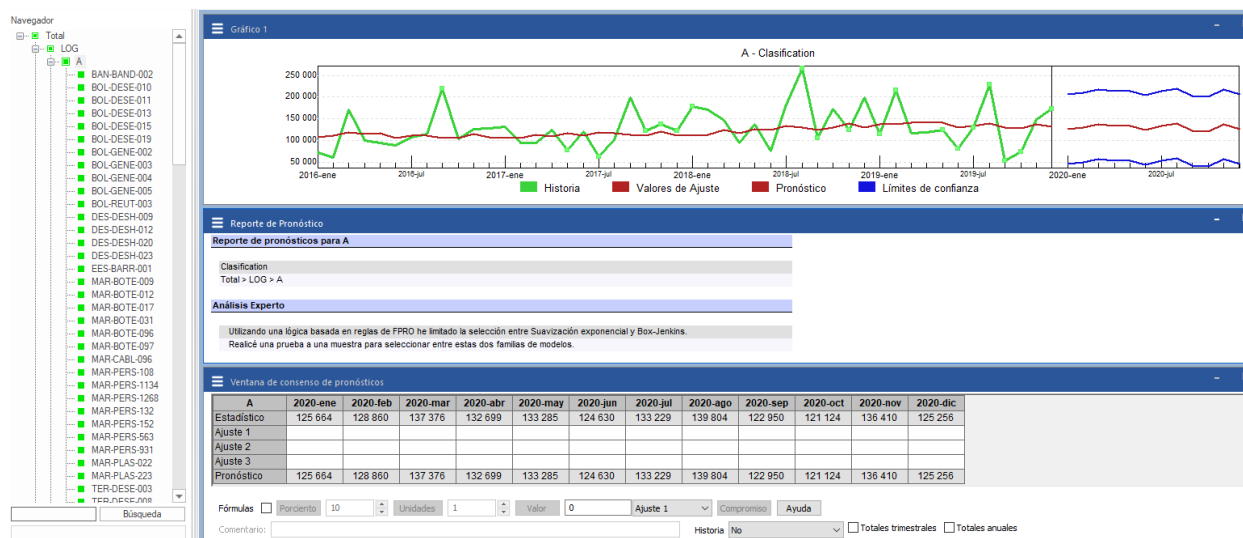 Navegador
Total
LOG
A
BAN-BAND-002
BOL-DESE-010
BOL-DESE-011
BOL-DESE-013
BOL-DESE-015
BOL-DESE-019
BOL-GENE-002
BOL-GENE-003
BOL-GENE-004
BOL-GENE-005
BOL-REUT-003
DES-DESH-009
DES-DESH-012
DES-DESH-020
DES-DESH-023
EES-BARR-001
MAR-BOTE-009
MAR-BOTE-012
MAR-BOTE-017
MAR-BOTE-031
MAR-BOTE-096
MAR-BOTE-097
MAR-CABL-096
MAR-PERS-108
MAR-PERS-1134
MAR-PERS-1268
MAR-PERS-132
MAR-PERS-152
MAR-PERS-563
MAR-PERS-931
MAR-PLAS-022
MAR-PLAS-223
TER-DESE-003
TER-DESE-008
Búsqueda
Gráfico 1
A - Clasification
250 000
200 000
150 000
100 000
50 000
2016-ene 2016-jul 2017-ene 2017-jul 2018-ene 2018-jul 2019-ene 2019-jul 2020-ene 2020-jul
Historia Valores de Ajuste Pronóstico Límites de confianza
Reporte de Pronóstico
Reporte de pronósticos para A
Clasification
Total > LOG > A
Análisis Experto
Utilizando una lógica basada en reglas de FPRO he limitado la selección entre Suavización exponencial y Box-Jenkins.
Realicé una prueba a una muestra para seleccionar entre estas dos familias de modelos.
Ventana de consenso de pronósticos
A 2020-ene 2020-feb 2020-mar 2020-abr 2020-may 2020-jun 2020-jul 2020-ago 2020-sep 2020-oct 2020-nov 2020-dic
Estadístico 125 664 128 860 137 376 132 699 133 285 124 630 133 229 139 804 122 950 121 124 136 410 125 256
Ajuste 1
Ajuste 2
Ajuste 3
Pronóstico 125 664 128 860 137 376 132 699 133 285 124 630 133 229 139 804 122 950 121 124 136 410 125 256
Fórmulas Porciento 10 Unidades 1 Valor 0 Ajuste 1 Compromiso Ayuda
Comentario: Historia No Totales trimestrales Totales anuales